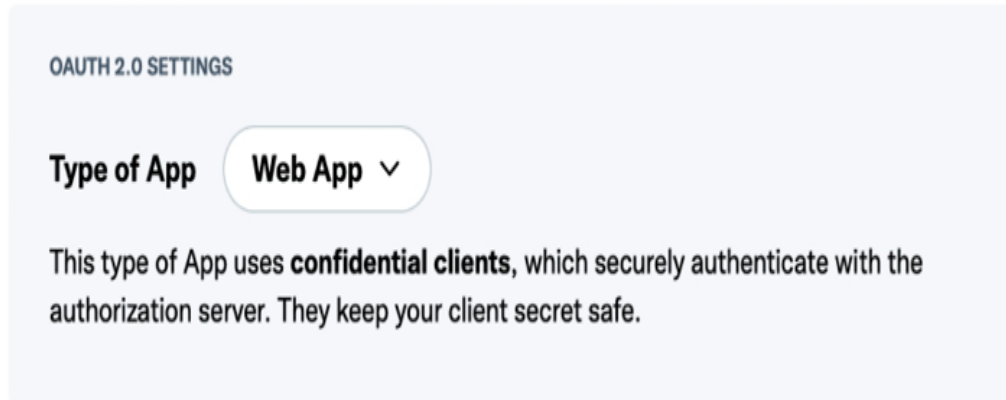 OAUTH 2.0 SETTINGS
Type of App Web App
This type of App uses confidential clients, which securely authenticate with the
authorization server. They keep your client secret safe.